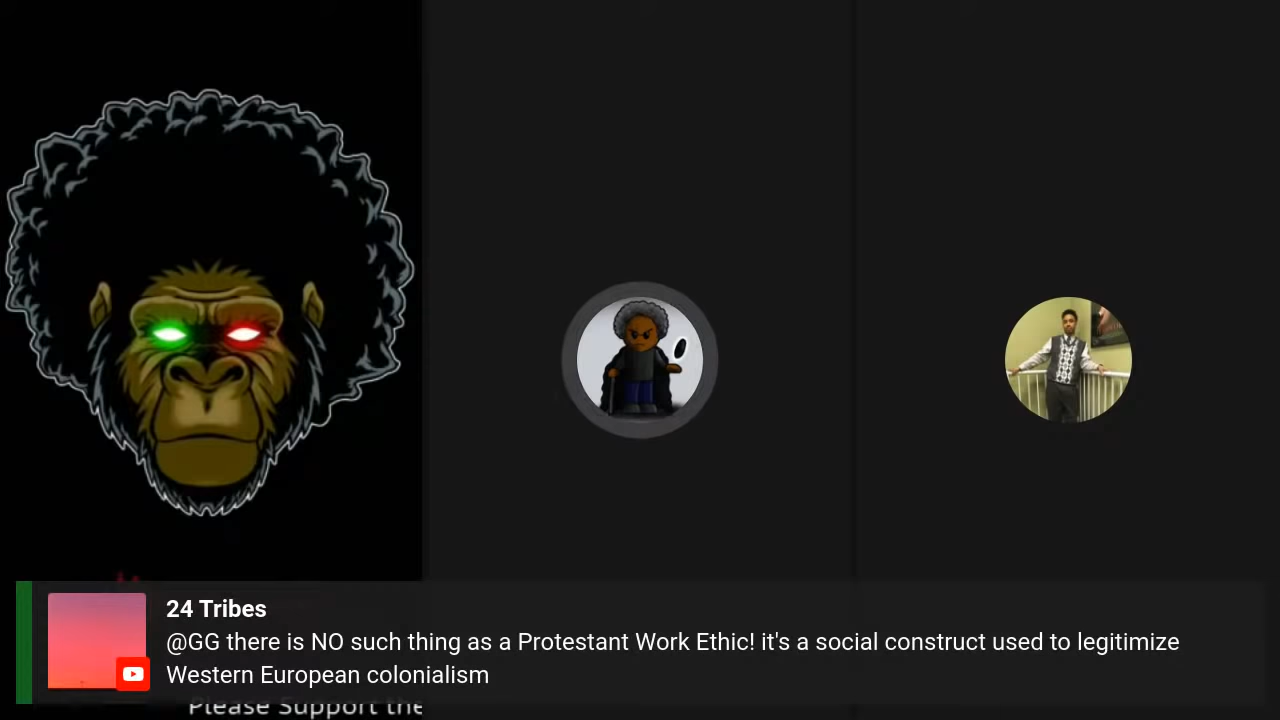 24 Tribes
@GG there is NO such thing as a Protestant Work Ethic! it's a social construct used to legitimize
Western European colonialism
Please Support the